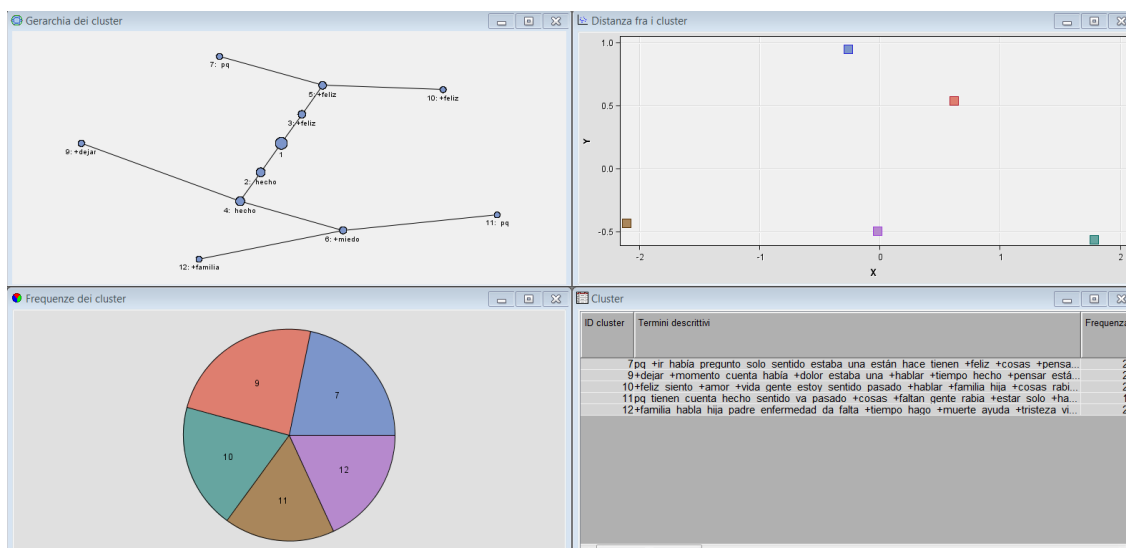 Gerarchia dei cluster
7: pq
5: +feliz
10: +feliz
3: +feliz
1
9: +dejar
2: hecho
4: hecho
11: pq
6: +miedo
12: +familia
Distanza fra i cluster
1.0
0.5
0.0
-0.5
Y
-2
-1
0
1
2
X
Frequenze dei cluster
9
7
10
12
11
Cluster
ID cluster Termini descrittivi Frequenza
7 pq +ir había pregunto solo sentido estaba una están hace tienen +feliz +cosas +pensa... 2
9 +dejar +momento cuenta había +dolor estaba una +hablar +tiempo hecho +pensar está... 2
10 +feliz siento +amor +vida gente estoy sentido pasado +hablar +familia hija +cosas rabi... 2
11 pq tienen cuenta hecho sentido va pasado +cosas +faltan gente rabia +estar solo +ha... 1
12 +familia habla hija padre enfermedad da falta +tiempo hago +muerte ayuda +tristeza vi... 2